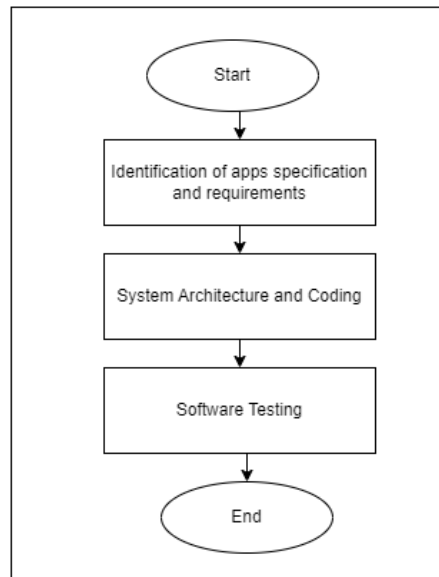 Start
Identification of apps specification
and requirements
System Architecture and Coding
Software Testing
End